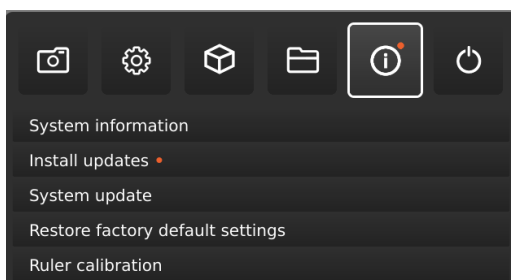 System information
Install updates
System update
Restore factory default settings
Ruler calibration